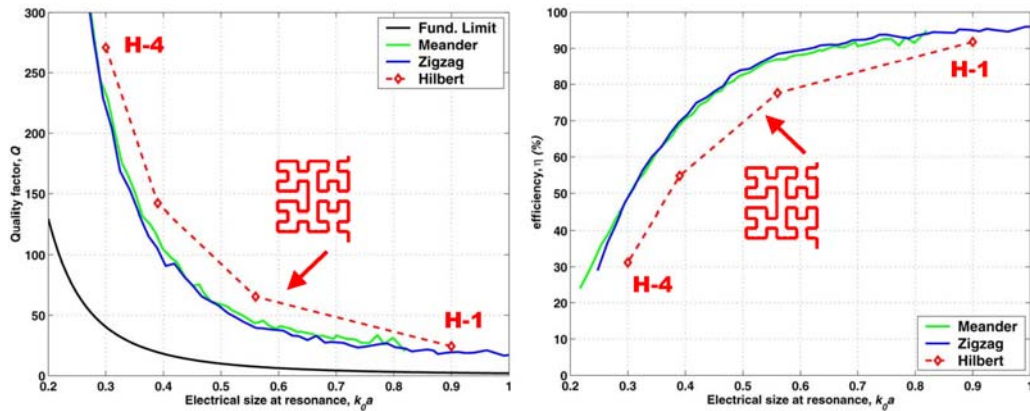 300
250
200
150
100
50
0
Quality factor, Q
0.2 0.3 0.4 0.5 0.6 0.7 0.8 0.9 1
Electrical size at resonance, k0a
H-4
H-1
Fund. Limit
Meander
Zigzag
Hilbert
100
90
80
70
60
50
40
30
20
10
0
efficiency, η (%)
0.2 0.3 0.4 0.5 0.6 0.7 0.8 0.9 1
Electrical size at resonance, k0a
H-1
H-4
Meander
Zigzag
Hilbert